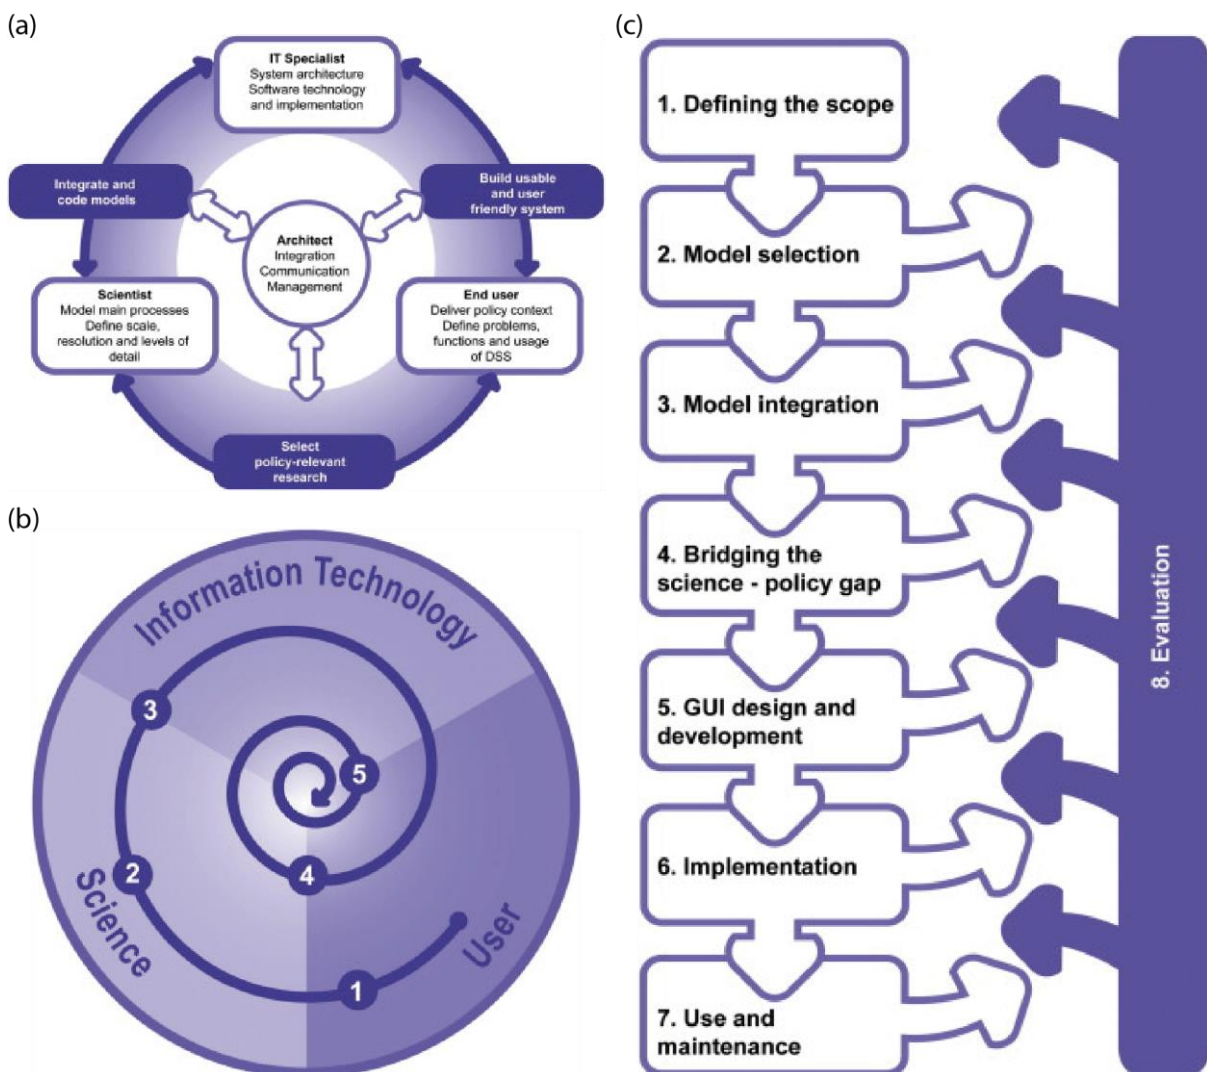 (a)
IT Specialist
System architecture
Software technology
and implementation
Integrate and
code models
Build usable
and user
friendly system
Architect
Integration
Communication
Management
Scientist
Model main processes
Define scale,
resolution and levels of
detail
End user
Deliver policy context
Define problems,
functions and usage
of DSS
Select
policy-relevant
research
(b)
Information Technology
3
5
2
4
Science
User
1
(c)
1. Defining the scope
2. Model selection
3. Model integration
4. Bridging the
science - policy gap
5. GUI design and
development
6. Implementation
7. Use and
maintenance
8. Evaluation